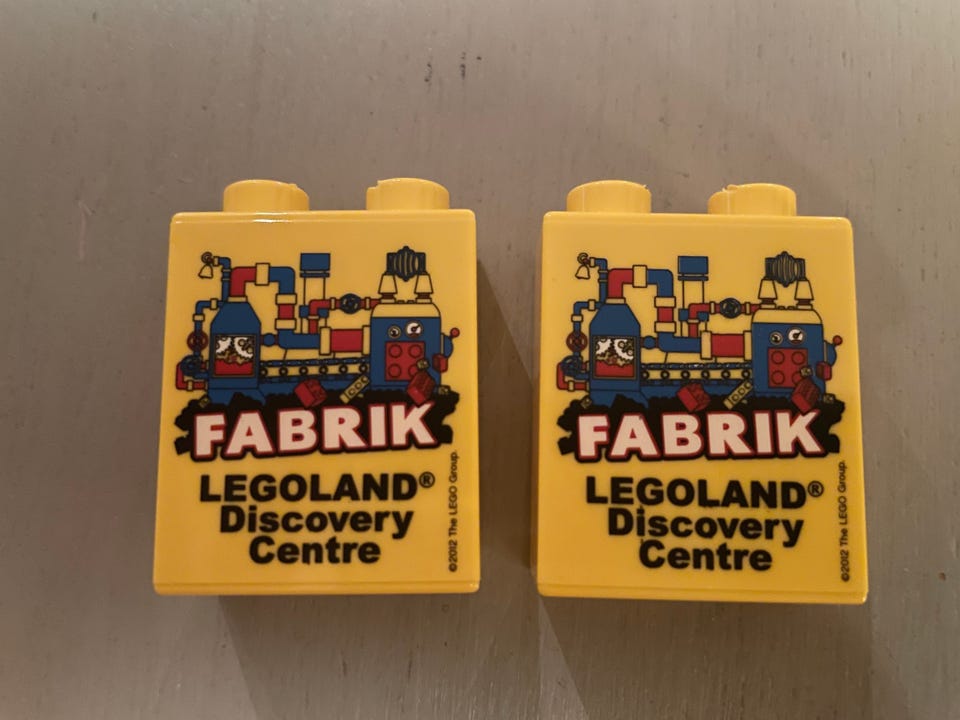 FABRIK
LEGOLAND®
Discovery
Centre
©2012 The LEGO Group.
FABRIK
LEGOLAND®
Discovery
Centre
©2012 The LEGO Group.